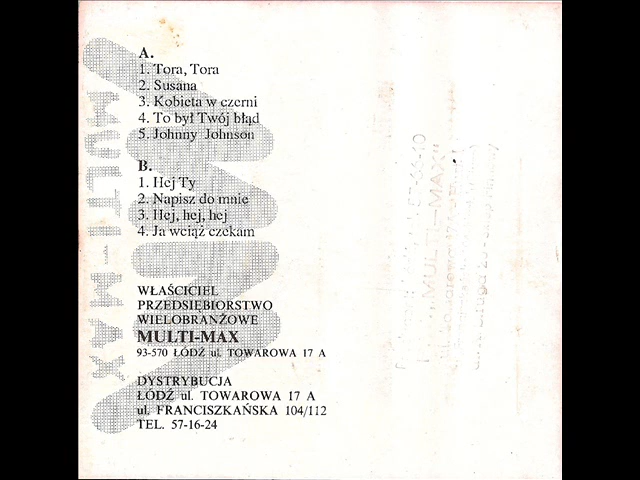 A.
1. Tora, Tora
2. Susana
3. Kobieta w czerni
4. To był Twój błąd
5. Johnny Johnson
B.
1. Hej Ty
2. Napisz do mnie
3. Hej, hej, hej
4. Ja wciąż czekam
WŁAŚCICIEL
PRZEDSIĘBIORSTWO
WIELOBRANŻOWE
MULTI-MAX
93-570 ŁÓDŹ ul. TOWAROWA 17 A
DYSTRYBUCJA
ŁÓDŹ ul. TOWAROWA 17 A
ul. FRANCISZKAŃSKA 104/112
TEL. 57-16-24
MULTI-MAX
"MULTI-MAX"